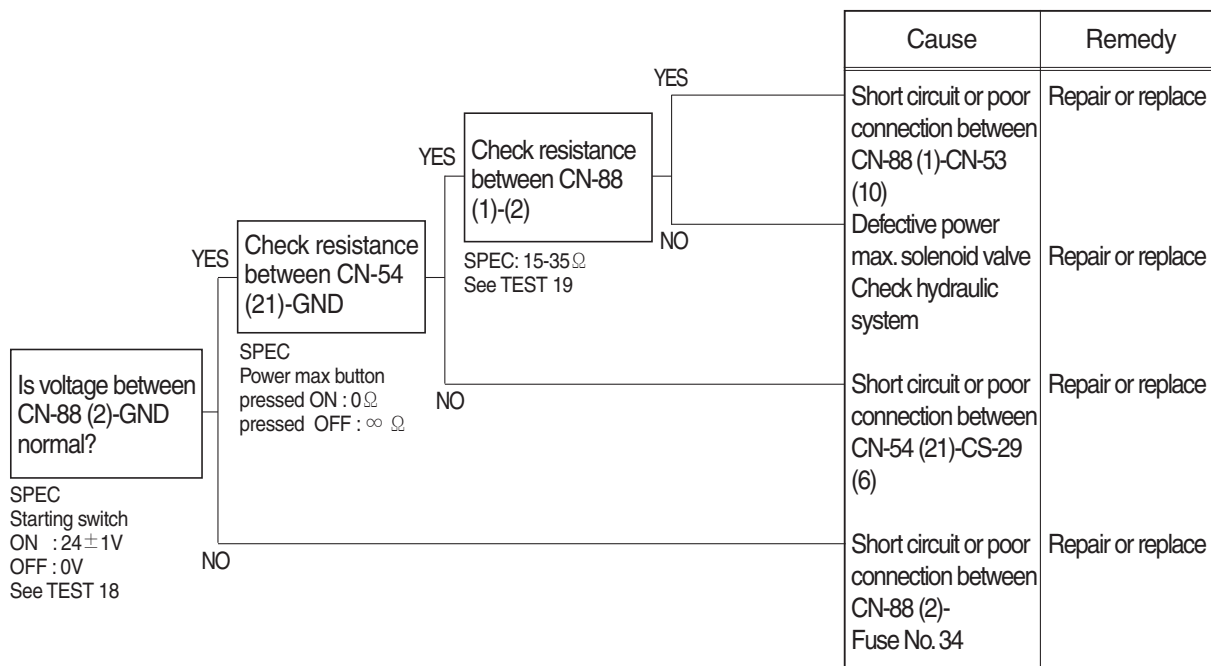 Cause
Remedy
YES
Short circuit or poor
connection between
CN-88 (1)-CN-53
(10)
Repair or replace
YES
Check resistance
between CN-88
(1)-(2)
NO
Defective power
max. solenoid valve
Check hydraulic
system
Repair or replace
SPEC: 15-35Ω
See TEST 19
YES
Check resistance
between CN-54
(21)-GND
SPEC
Power max button
pressed ON : 0Ω
pressed OFF : ∞ Ω
NO
Short circuit or poor
connection between
CN-54 (21)-CS-29
(6)
Repair or replace
Is voltage between
CN-88 (2)-GND
normal?
SPEC
Starting switch
ON : 24±1V
OFF : 0V
See TEST 18
NO
Short circuit or poor
connection between
CN-88 (2)-
Fuse No. 34
Repair or replace